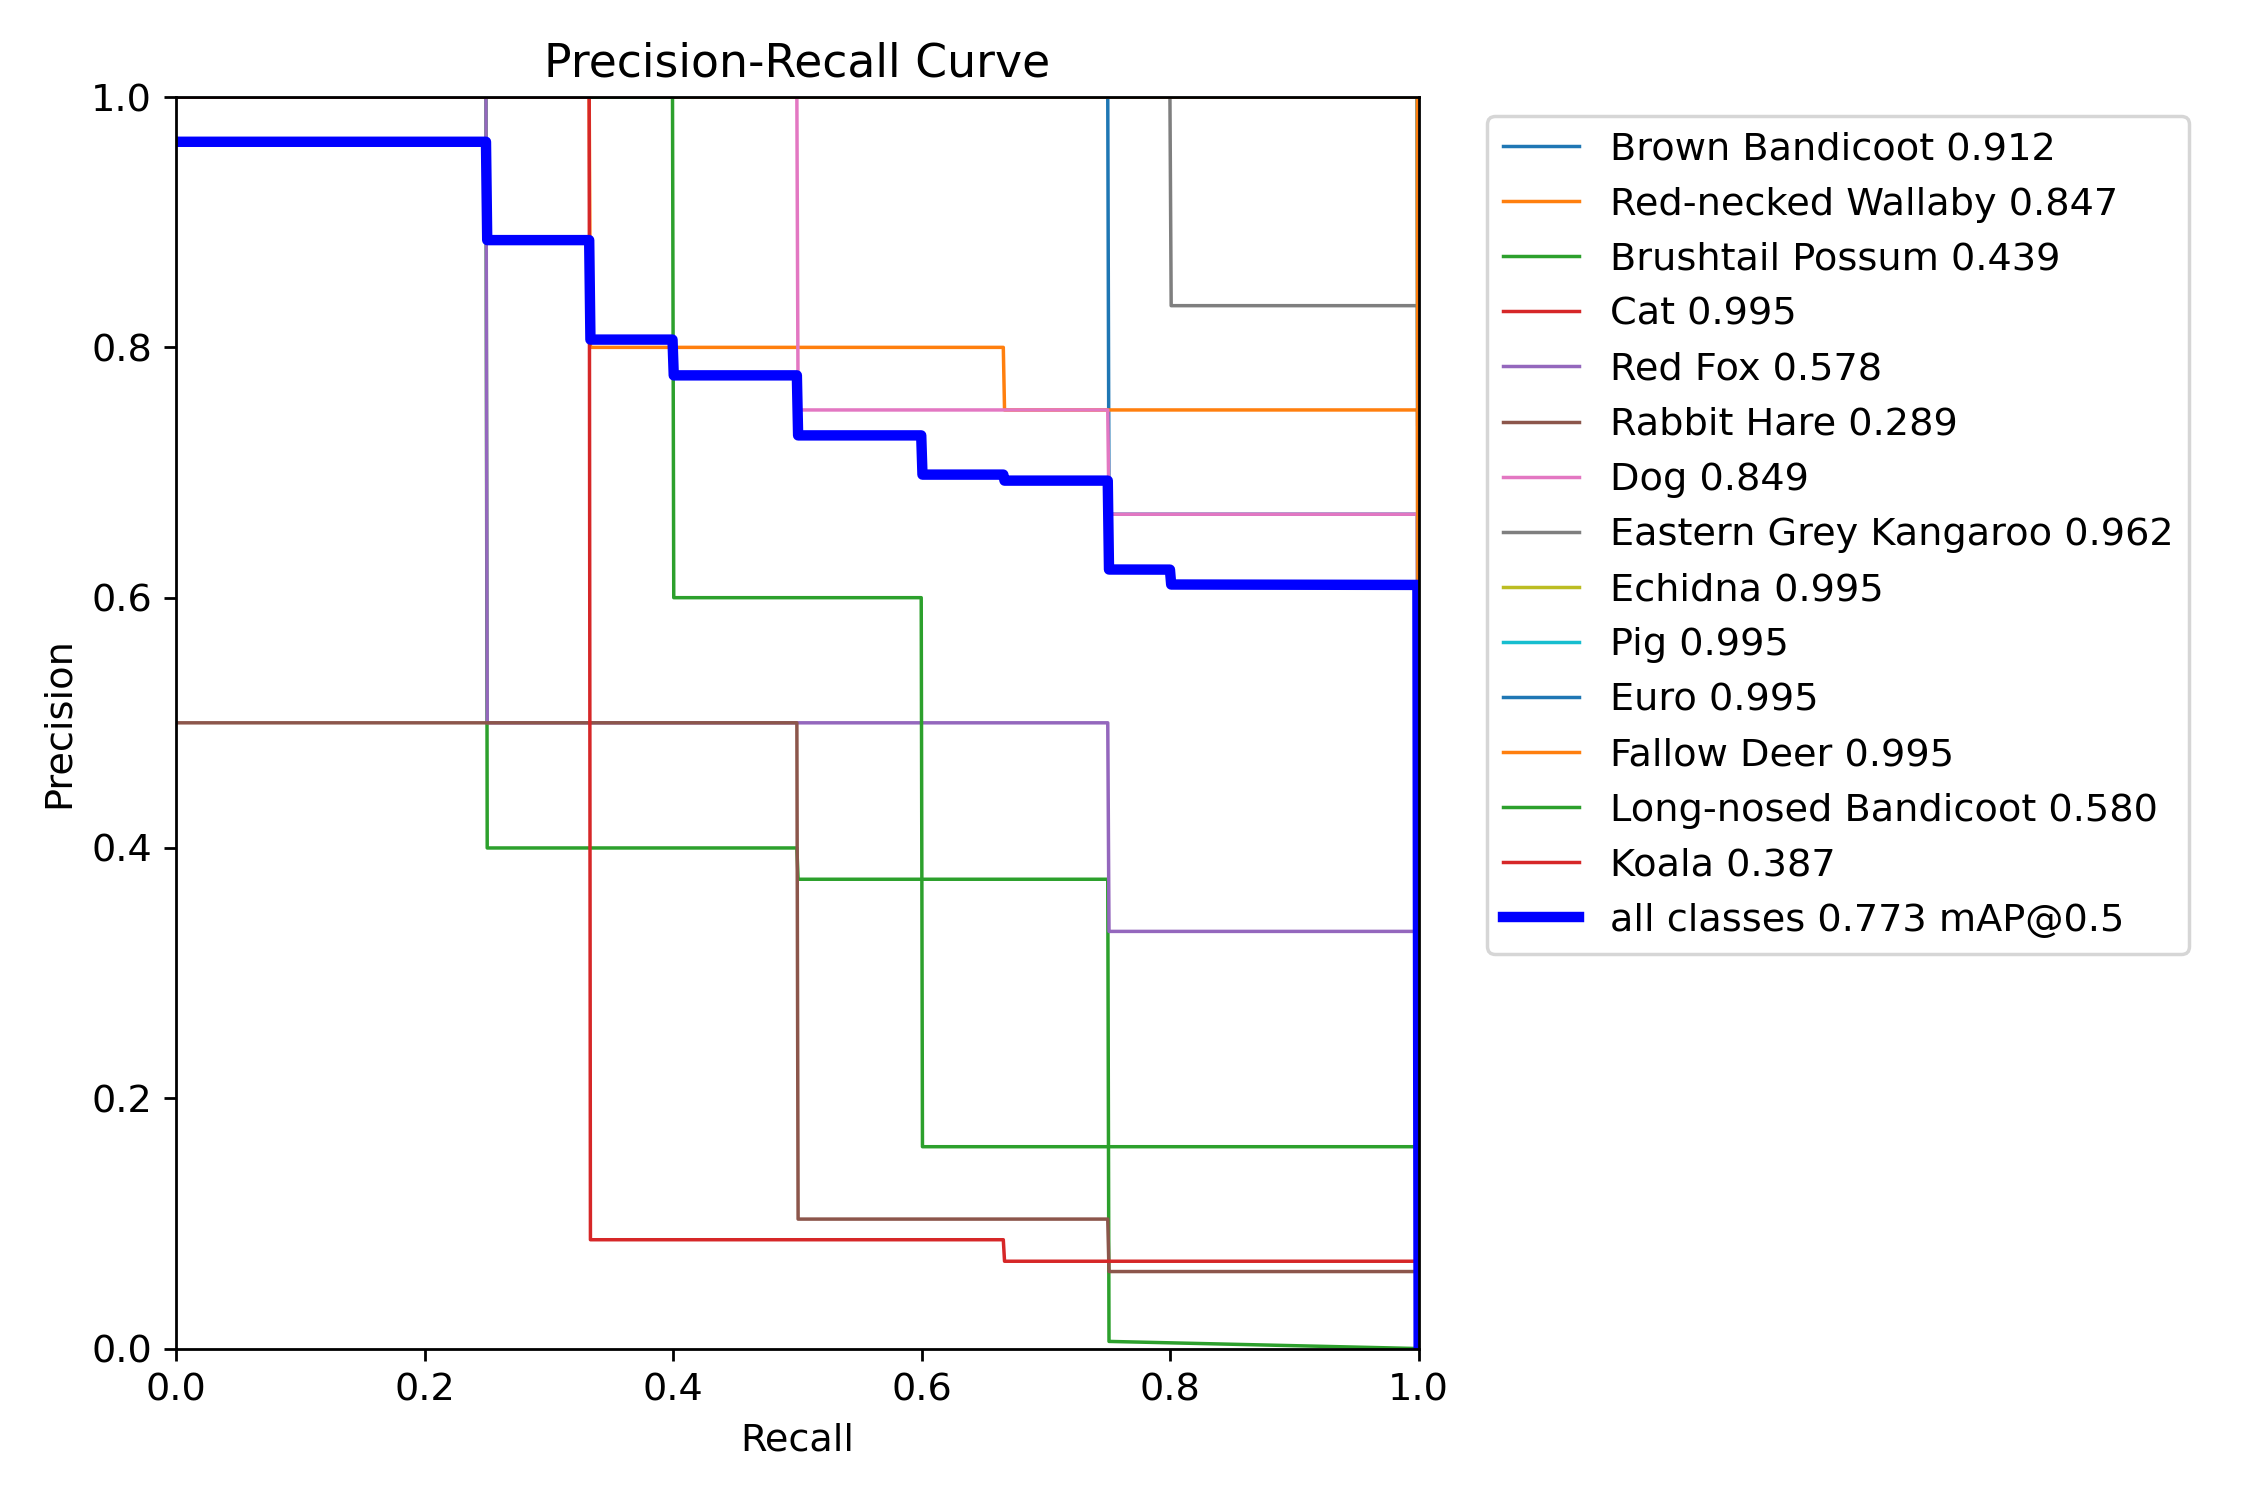 Precision-Recall Curve
1.0
0.8
0.6
0.4
0.2
0.0
Precision
0.0 0.2 0.4 0.6 0.8 1.0
Recall
Brown Bandicoot 0.912
Red-necked Wallaby 0.847
Brushtail Possum 0.439
Cat 0.995
Red Fox 0.578
Rabbit Hare 0.289
Dog 0.849
Eastern Grey Kangaroo 0.962
Echidna 0.995
Pig 0.995
Euro 0.995
Fallow Deer 0.995
Long-nosed Bandicoot 0.580
Koala 0.387
all classes 0.773 mAP@0.5